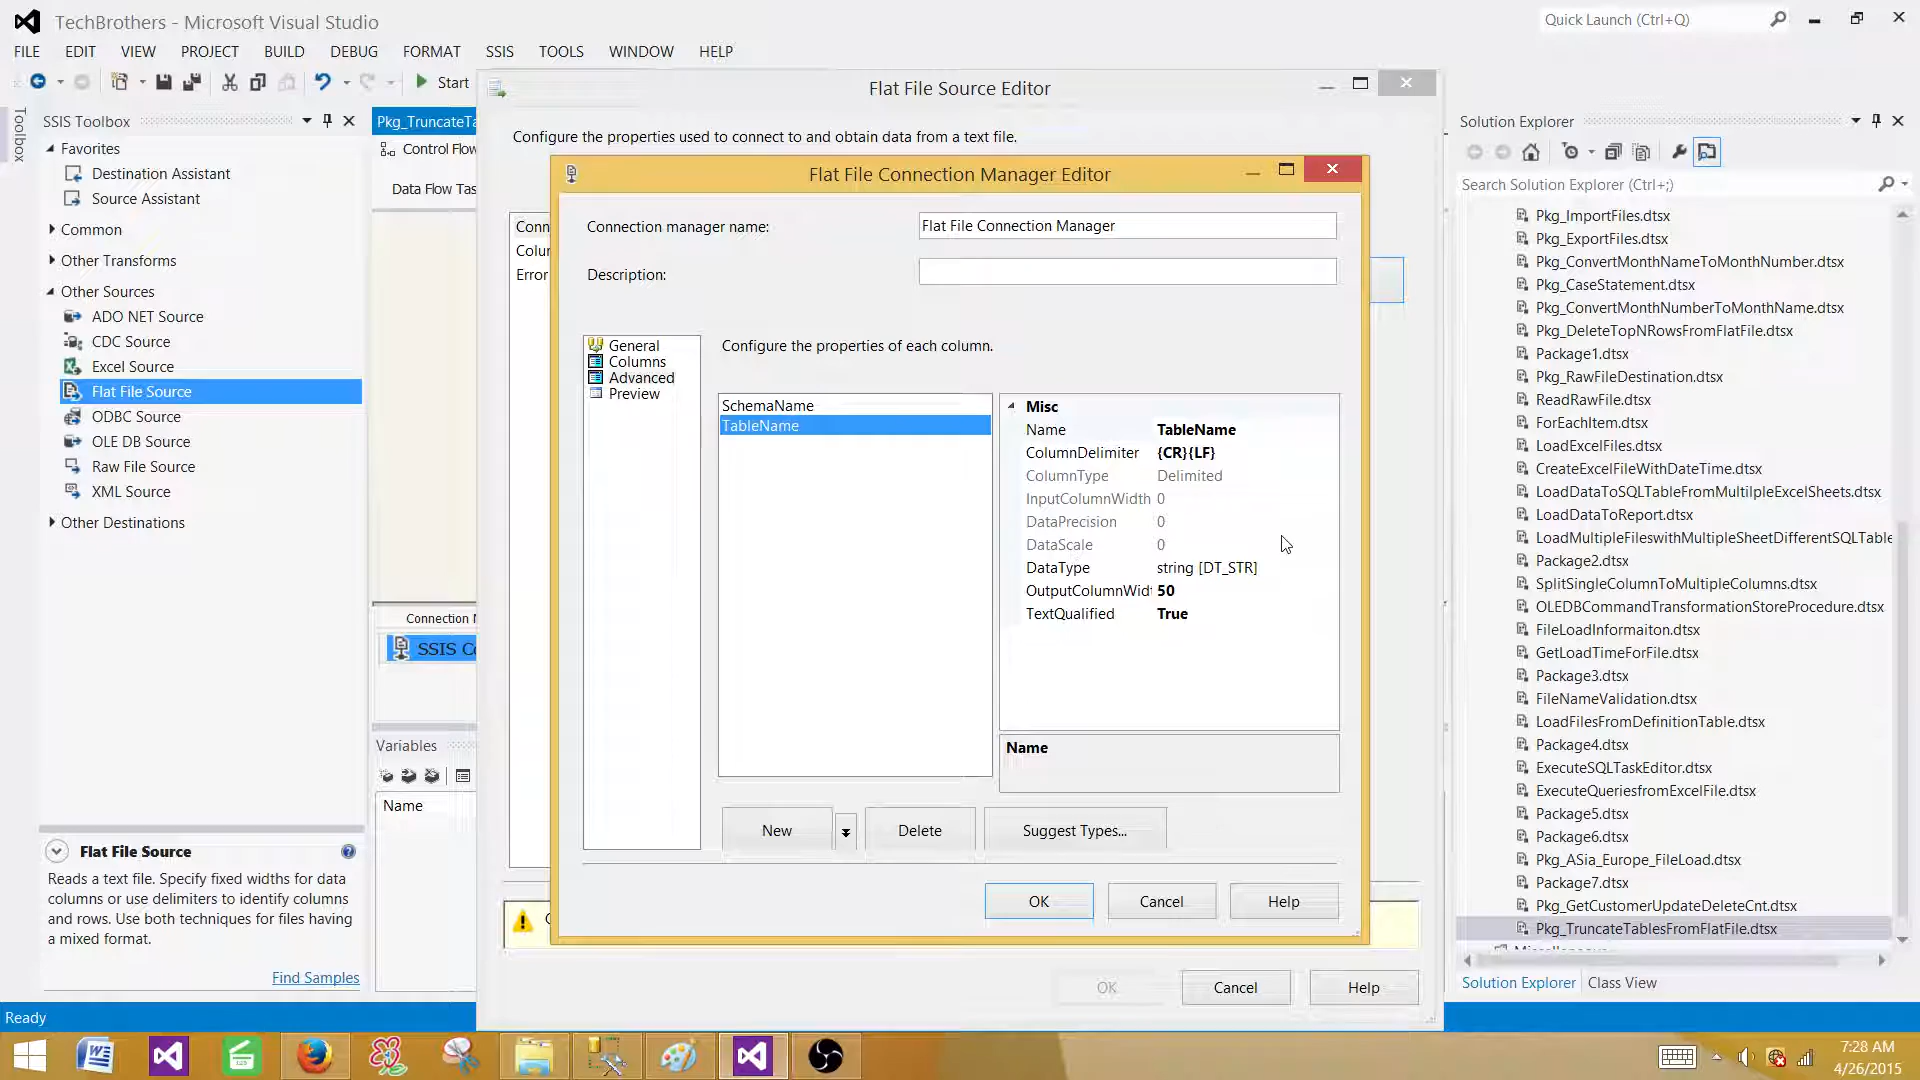 TechBrothers - Microsoft Visual Studio
Quick Launch (Ctrl+Q)
FILE EDIT VIEW PROJECT BUILD DEBUG FORMAT SSIS TOOLS WINDOW HELP
Start
Toolbox
SSIS Toolbox
Favorites
Destination Assistant
Source Assistant
Common
Other Transforms
Other Sources
ADO NET Source
CDC Source
Excel Source
Flat File Source
ODBC Source
OLE DB Source
Raw File Source
XML Source
Other Destinations
Flat File Source
Reads a text file. Specify fixed widths for data
columns or use delimiters to identify columns
and rows. Use both techniques for files having
a mixed format.
Find Samples
Pkg_TruncateTa
Control Flow
Data Flow Tas
Connection
SSIS Co
Variables
Name
Flat File Source Editor
Configure the properties used to connect to and obtain data from a text file.
Conn
Colur
Error
Flat File Connection Manager Editor
Connection manager name:
Flat File Connection Manager
Description:
General
Columns
Advanced
Preview
Configure the properties of each column.
SchemaName
TableName
Misc
Name TableName
ColumnDelimiter {CR}{LF}
ColumnType Delimited
InputColumnWidth 0
DataPrecision 0
DataScale 0
DataType string [DT_STR]
OutputColumnWidt 50
TextQualified True
Name
New
Delete
Suggest Types...
OK
Cancel
Help
OK
Cancel
Help
Solution Explorer
Search Solution Explorer (Ctrl+;)
Pkg_ImportFiles.dtsx
Pkg_ExportFiles.dtsx
Pkg_ConvertMonthNameToMonthNumber.dtsx
Pkg_CaseStatement.dtsx
Pkg_ConvertMonthNumberToMonthName.dtsx
Pkg_DeleteTopNRowsFromFlatFile.dtsx
Package1.dtsx
Pkg_RawFileDestination.dtsx
ReadRawFile.dtsx
ForEachItem.dtsx
LoadExcelFiles.dtsx
CreateExcelFileWithDateTime.dtsx
LoadDataToSQLTableFromMultilpleExcelSheets.dtsx
LoadDataToReport.dtsx
LoadMultipleFileswithMultipleSheetDifferentSQLTable
Package2.dtsx
SplitSingleColumnToMultipleColumns.dtsx
OLEDBCommandTransformationStoreProcedure.dtsx
FileLoadInformaiton.dtsx
GetLoadTimeForFile.dtsx
Package3.dtsx
FileNameValidation.dtsx
LoadFilesFromDefinitionTable.dtsx
Package4.dtsx
ExecuteSQLTaskEditor.dtsx
ExecuteQueriesfromExcelFile.dtsx
Package5.dtsx
Package6.dtsx
Pkg_ASia_Europe_FileLoad.dtsx
Package7.dtsx
Pkg_GetCustomerUpdateDeleteCnt.dtsx
Pkg_TruncateTablesFromFlatFile.dtsx
Solution Explorer Class View
Ready
7:28 AM
4/26/2015